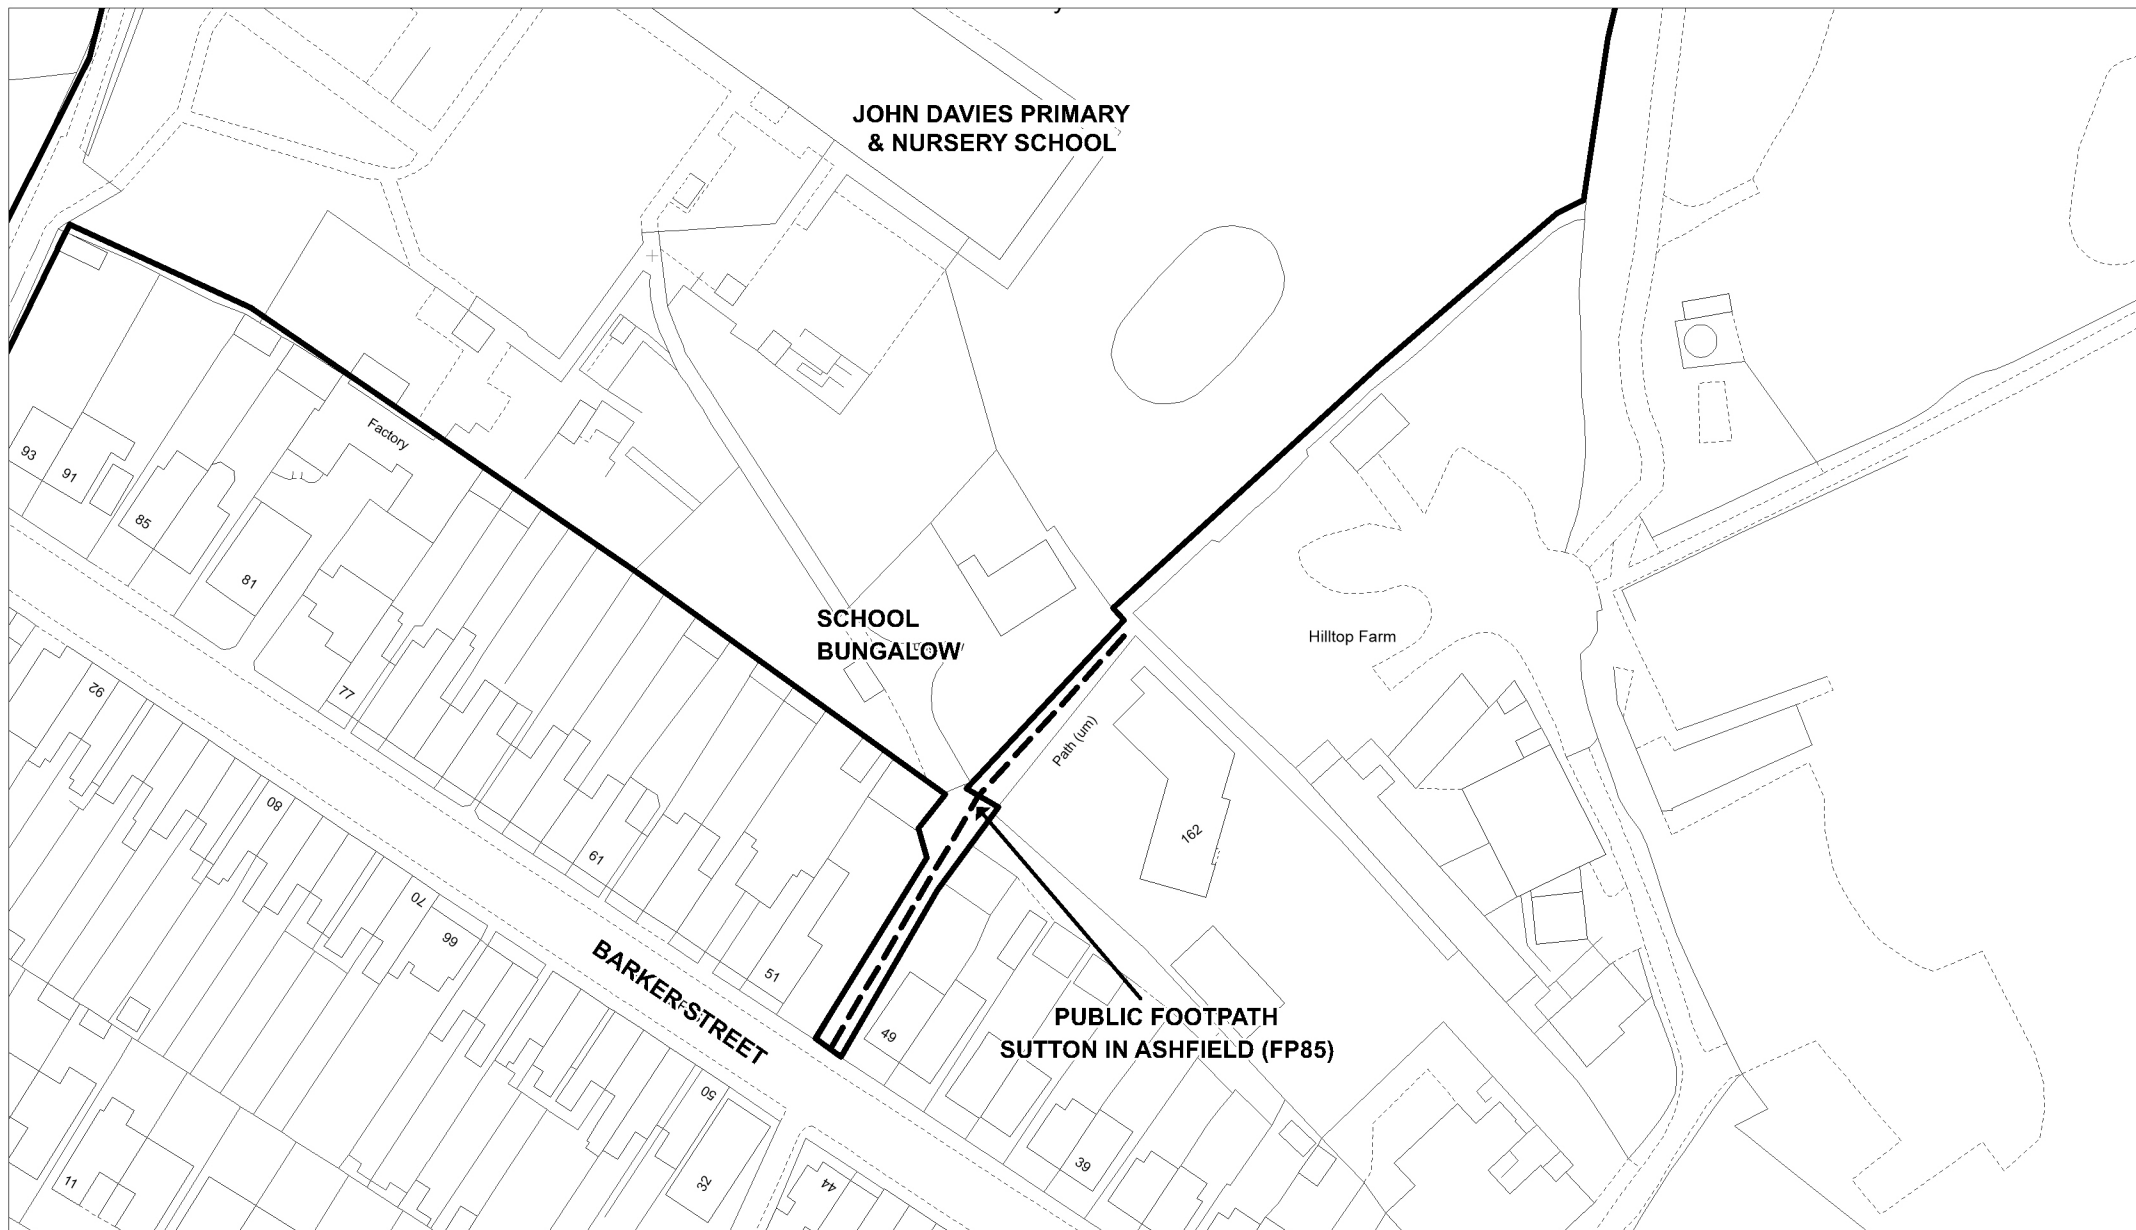 JOHN DAVIES PRIMARY
& NURSERY SCHOOL
Factory
93
91
85
81
SCHOOL
BUNGALOW
Hilltop Farm
77
92
Path (um)
80
162
61
70
66
51
BARKER STREET
49
PUBLIC FOOTPATH
SUTTON IN ASHFIELD (FP85)
50
39
11
32
44